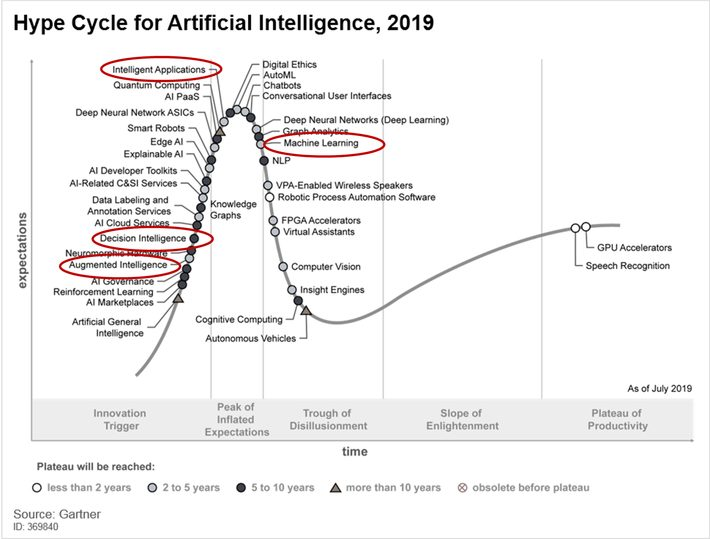 Hype Cycle for Artificial Intelligence, 2019
expectations
Intelligent Applications
Quantum Computing
AI PaaS
Deep Neural Network ASICs
Smart Robots
Edge AI
Explainable AI
AI Developer Toolkits
AI-Related C&SI Services
Data Labeling and
Annotation Services
AI Cloud Services
Decision Intelligence
Neuromorphic Hardware
Augmented Intelligence
AI Governance
Reinforcement Learning
AI Marketplaces
Artificial General
Intelligence
Knowledge
Graphs
Digital Ethics
AutoML
Chatbots
Conversational User Interfaces
Deep Neural Networks (Deep Learning)
Graph Analytics
Machine Learning
NLP
VPA-Enabled Wireless Speakers
Robotic Process Automation Software
FPGA Accelerators
Virtual Assistants
Computer Vision
Insight Engines
Cognitive Computing
Autonomous Vehicles
GPU Accelerators
Speech Recognition
As of July 2019
Innovation
Trigger
Peak of
Inflated
Expectations
Trough of
Disillusionment
Slope of
Enlightenment
Plateau of
Productivity
time
Plateau will be reached:
less than 2 years
2 to 5 years
5 to 10 years
more than 10 years
obsolete before plateau
Source: Gartner
ID: 369840